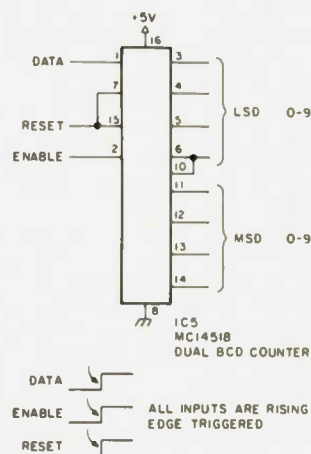 +5V
16
DATA 1 3
7 4
LSD 0-9
RESET 15 5
ENABLE 2 6
10
11
12
MSD 0-9
13
14
8
IC5
MC14518
DUAL BCD COUNTER
DATA
ENABLE ALL INPUTS ARE RISING
EDGE TRIGGERED
RESET